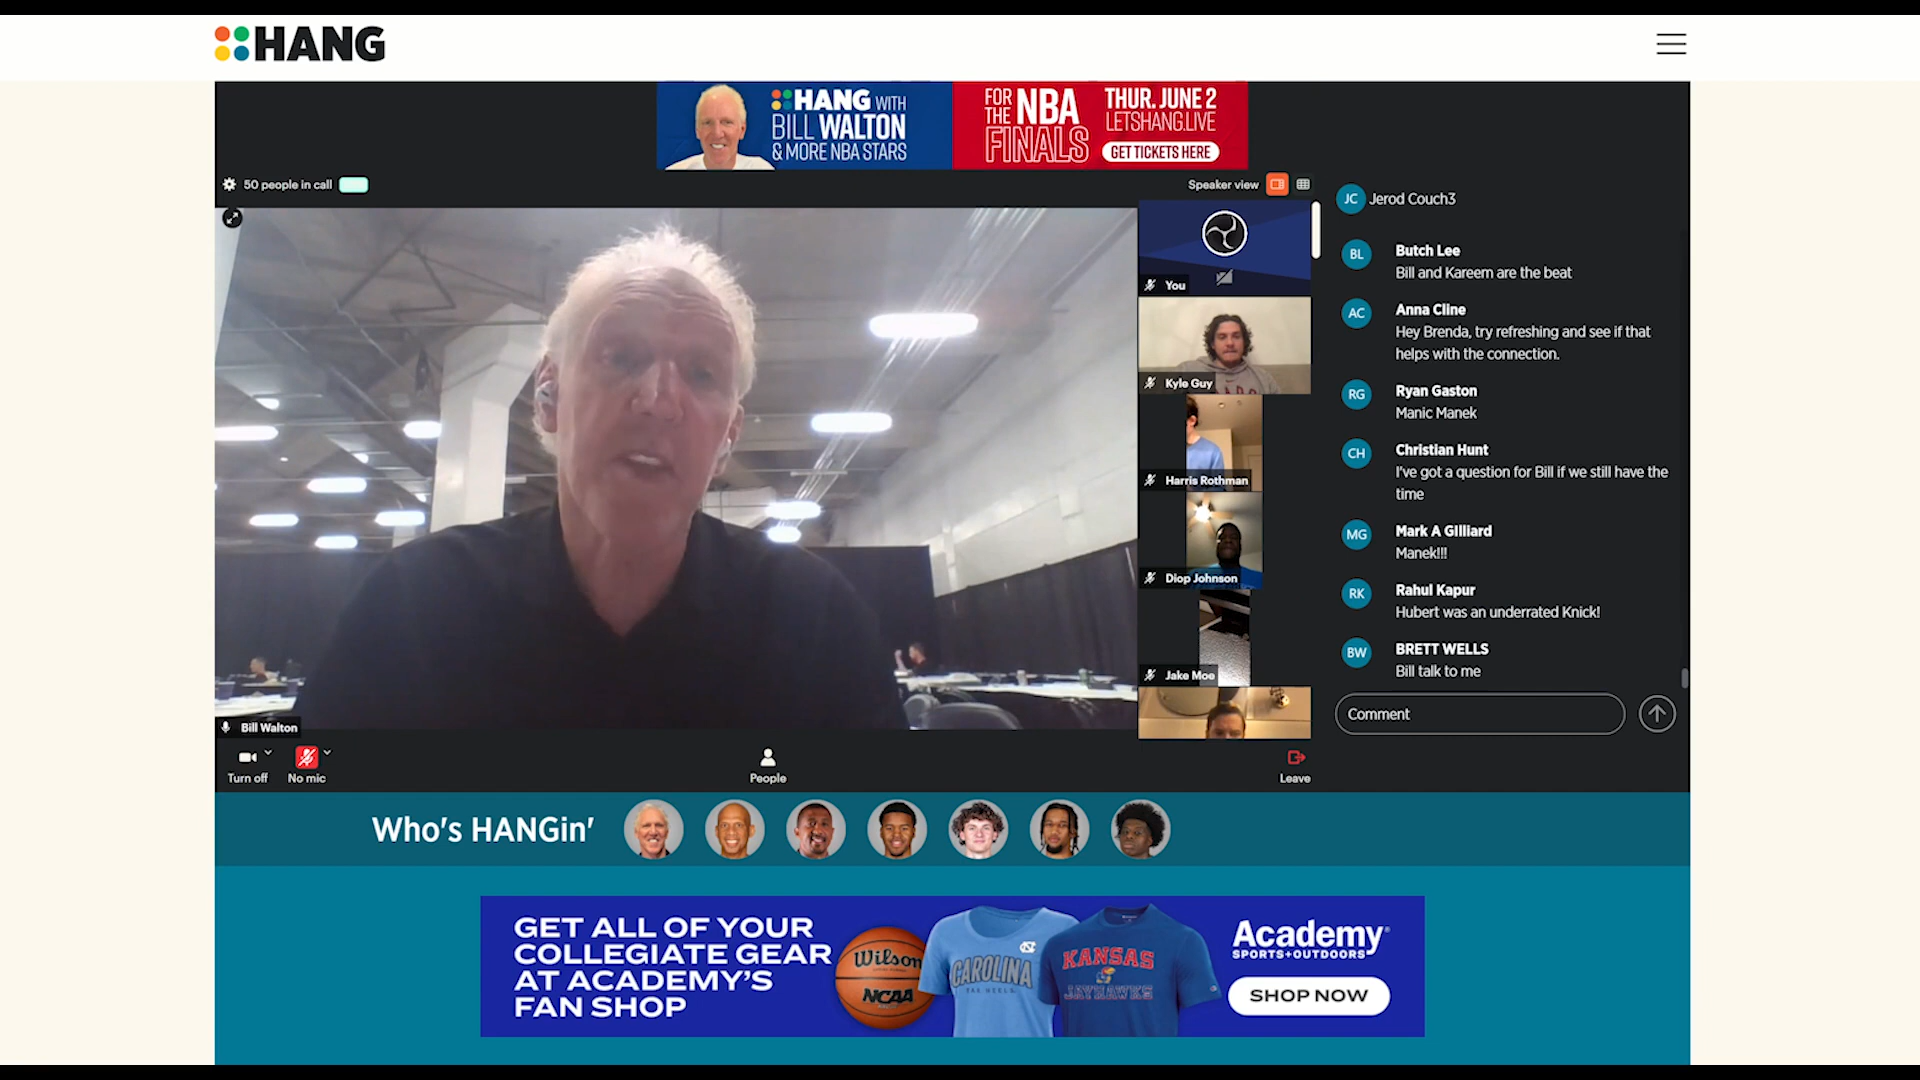 HANG
HANG WITH
BILL WALTON
& MORE NBA STARS
FOR THE NBA FINALS
THUR. JUNE 2
LETSHANG.LIVE
GET TICKETS HERE
50 people in call
Speaker view
You
Kyle Guy
Harris Rothman
Diop Johnson
Jake Moe
Bill Walton
Turn off
No mic
People
Leave
JC Jerod Couch3
BL Butch Lee
Bill and Kareem are the beat
AC Anna Cline
Hey Brenda, try refreshing and see if that
helps with the connection.
RG Ryan Gaston
Manic Manek
CH Christian Hunt
I've got a question for Bill if we still have the
time
MG Mark A GIlliard
Manek!!!
RK Rahul Kapur
Hubert was an underrated Knick!
BW BRETT WELLS
Bill talk to me
Comment
Who's HANGin'
GET ALL OF YOUR
COLLEGIATE GEAR
AT ACADEMY'S
FAN SHOP
Wilson
NCAA
CAROLINA
TAR HEELS
KANSAS
JAYHAWKS
Academy
SPORTS+OUTDOORS
SHOP NOW